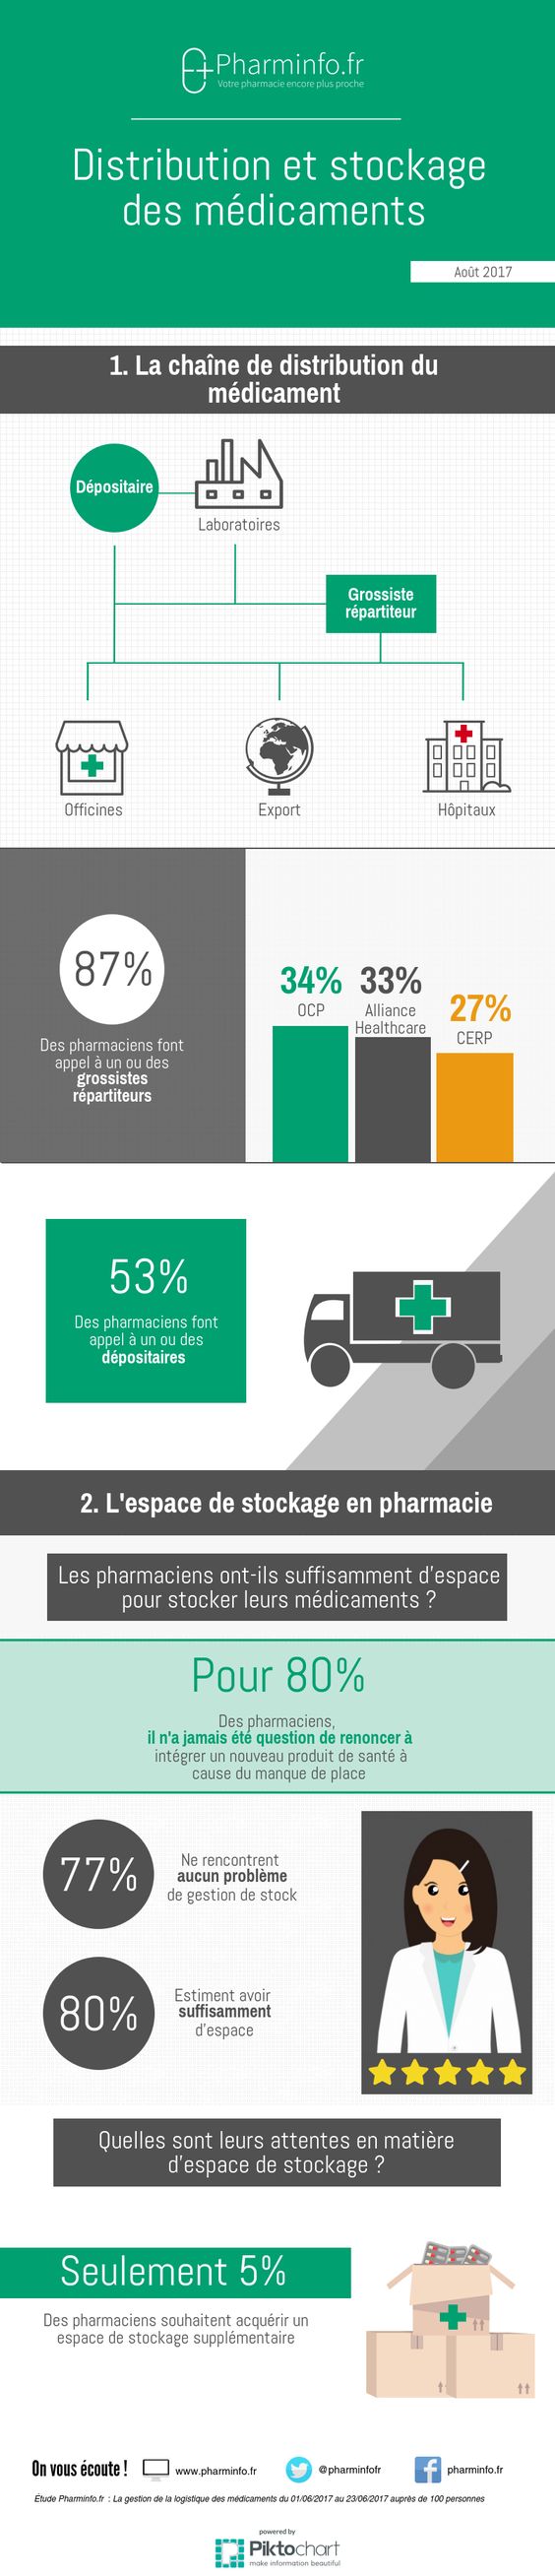 Pharminfo.fr
Votre pharmacie encore plus proche
Distribution et stockage
des médicaments
Août 2017
1. La chaîne de distribution du
médicament
Dépositaire
Laboratoires
Grossiste
répartiteur
Officines
Export
Hôpitaux
87%
Des pharmaciens font
appel à un ou des
grossistes
répartiteurs
34%
OCP
33%
Alliance
Healthcare
27%
CERP
53%
Des pharmaciens font
appel à un ou des
dépositaires
2. L'espace de stockage en pharmacie
Les pharmaciens ont-ils suffisamment d'espace
pour stocker leurs médicaments ?
Pour 80%
Des pharmaciens,
il n'a jamais été question de renoncer à
intégrer un nouveau produit de santé à
cause du manque de place
77%
Ne rencontrent
aucun problème
de gestion de stock
80%
Estiment avoir
suffisamment
d'espace
Quelles sont leurs attentes en matière
d'espace de stockage ?
Seulement 5%
Des pharmaciens souhaitent acquérir un
espace de stockage supplémentaire
On vous écoute !
www.pharminfo.fr
@pharminfofr
pharminfo.fr
Étude Pharminfo.fr : La gestion de la logistique des médicaments du 01/06/2017 au 23/06/2017 auprès de 100 personnes
powered by
Piktochart
make information beautiful